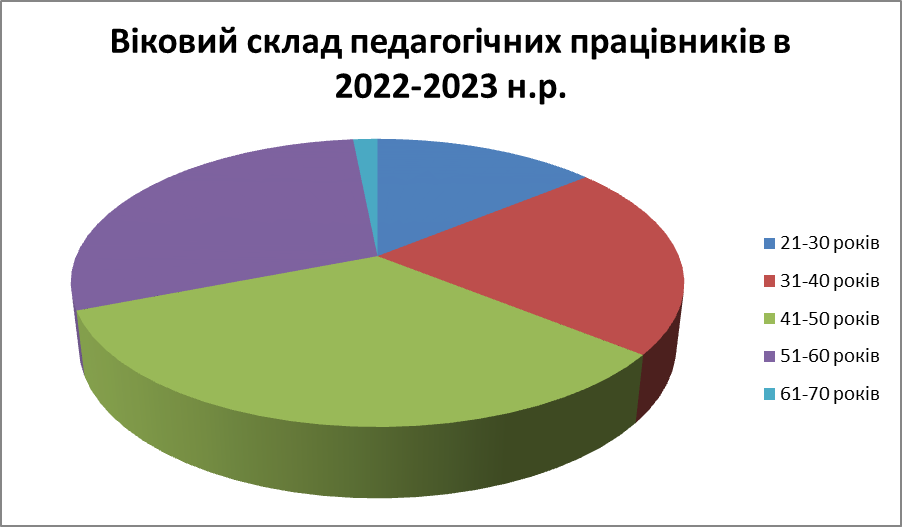 Віковий склад педагогічних працівників в
2022-2023 н.р.
21-30 років
31-40 років
41-50 років
51-60 років
61-70 років